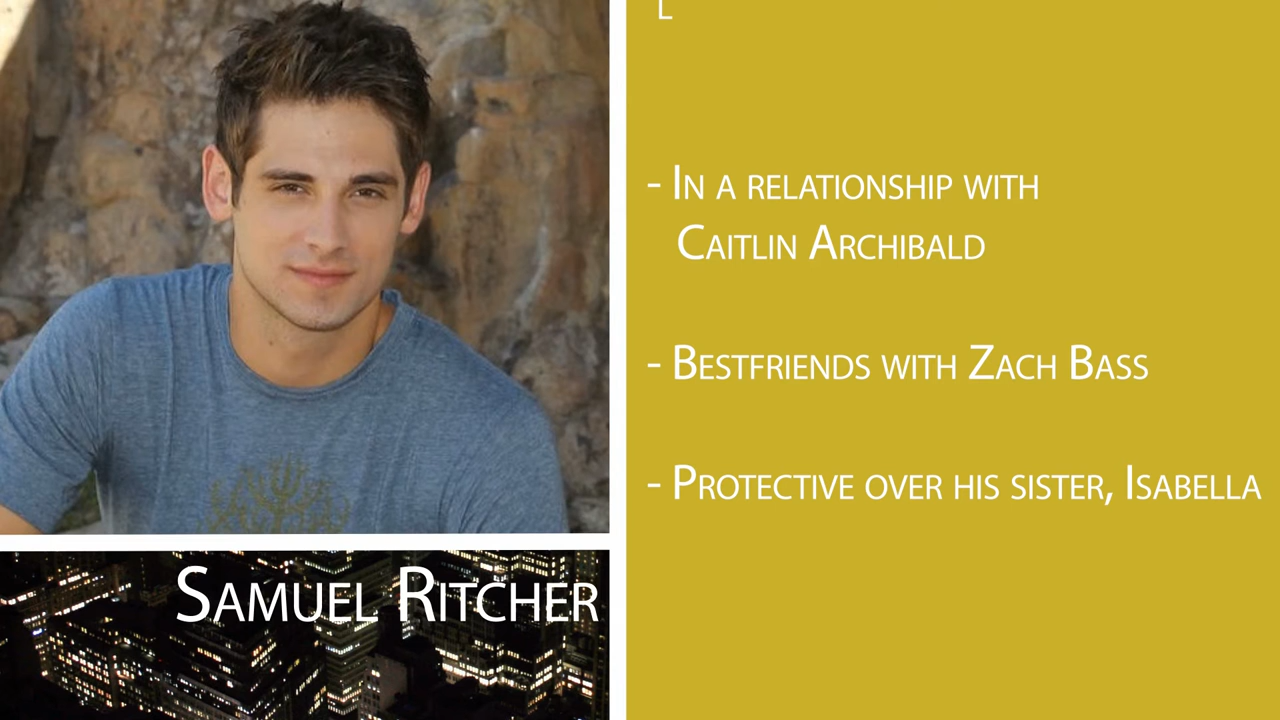 - In a relationship with
Caitlin Archibald
- Bestfriends with Zach Bass
- Protective over his sister, Isabella
Samuel Ritcher